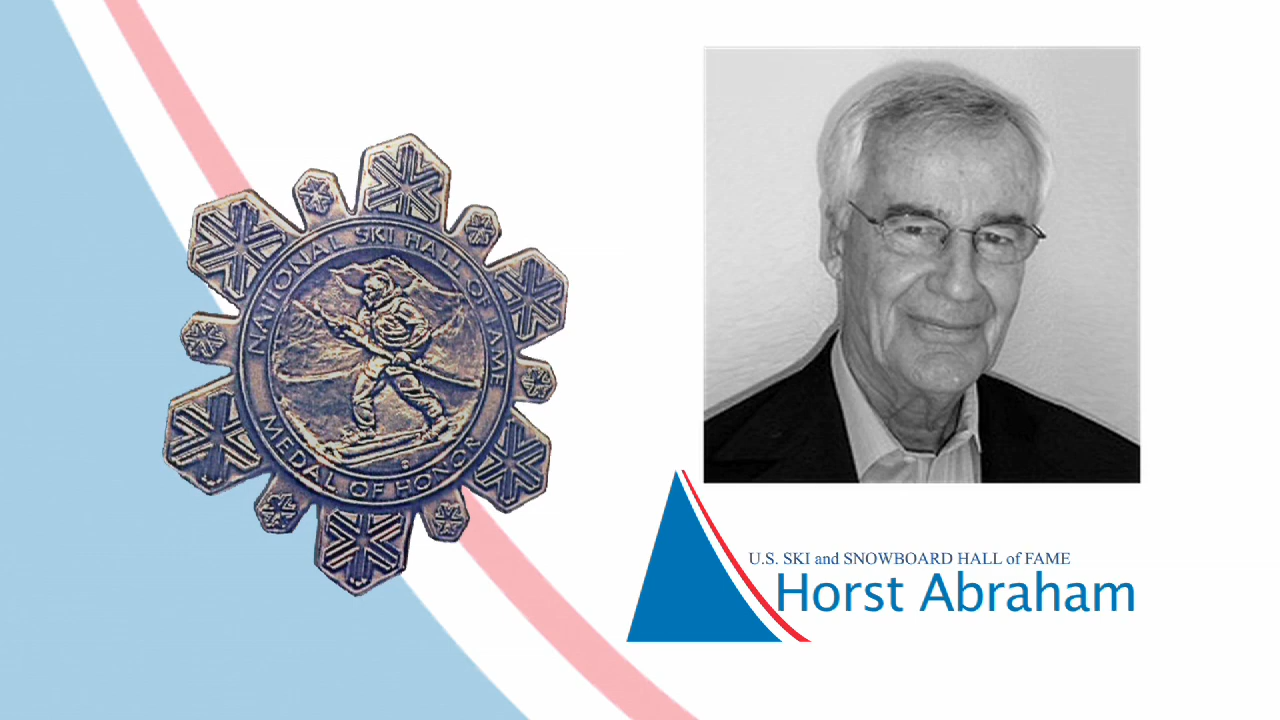 NATIONAL SKI HALL OF FAME
MEDAL OF HONOR
U.S. SKI and SNOWBOARD HALL of FAME
Horst Abraham